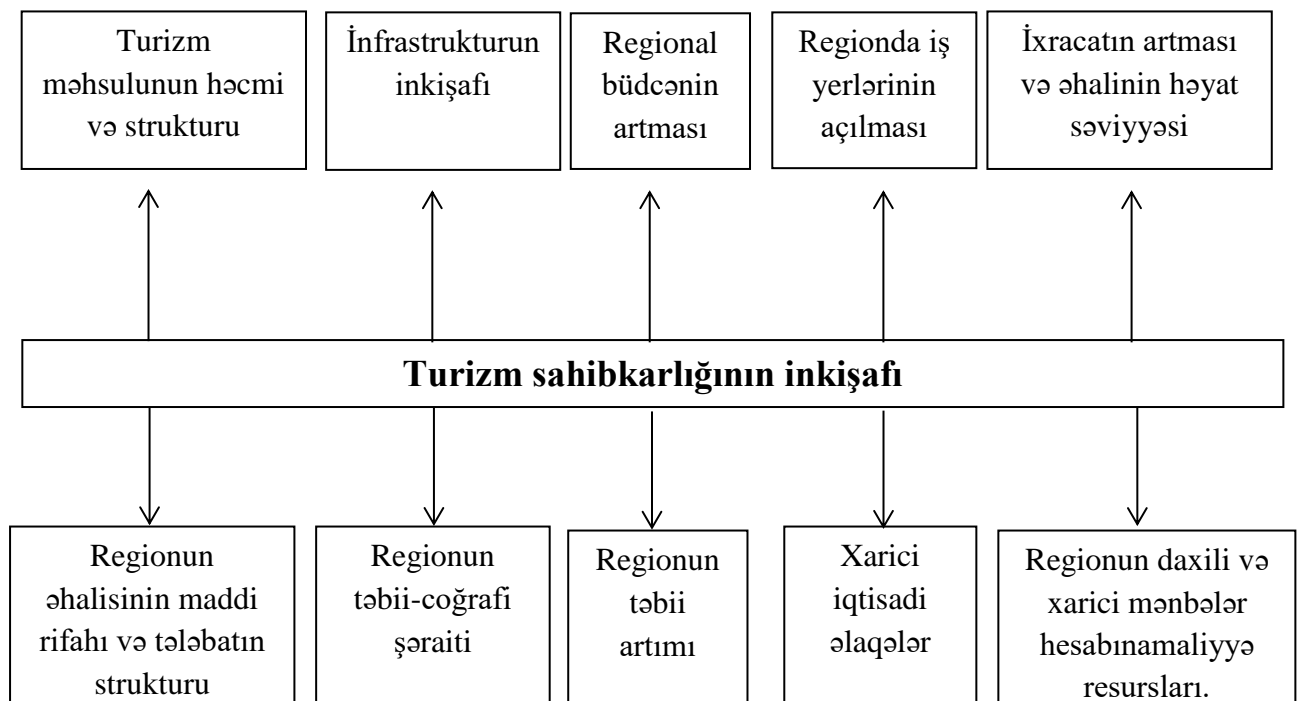 Turizm
məhsulunun həcmi
və strukturu
İnfrastrukturun
inkişafı
Regional
büdcənin
artması
Regionda iş
yerlərinin
açılması
İxracatın artması
və əhalinin həyat
səviyyəsi
Turizm sahibkarlığının inkişafı
Regionun
əhalisinin maddi
rifahı və tələbatın
strukturu
Regionun
təbii-coğrafi
şəraiti
Regionun
təbii
artımı
Xarici
iqtisadi
əlaqələr
Regionun daxili və
xarici mənbələr
hesabınamaliyyə
resursları.